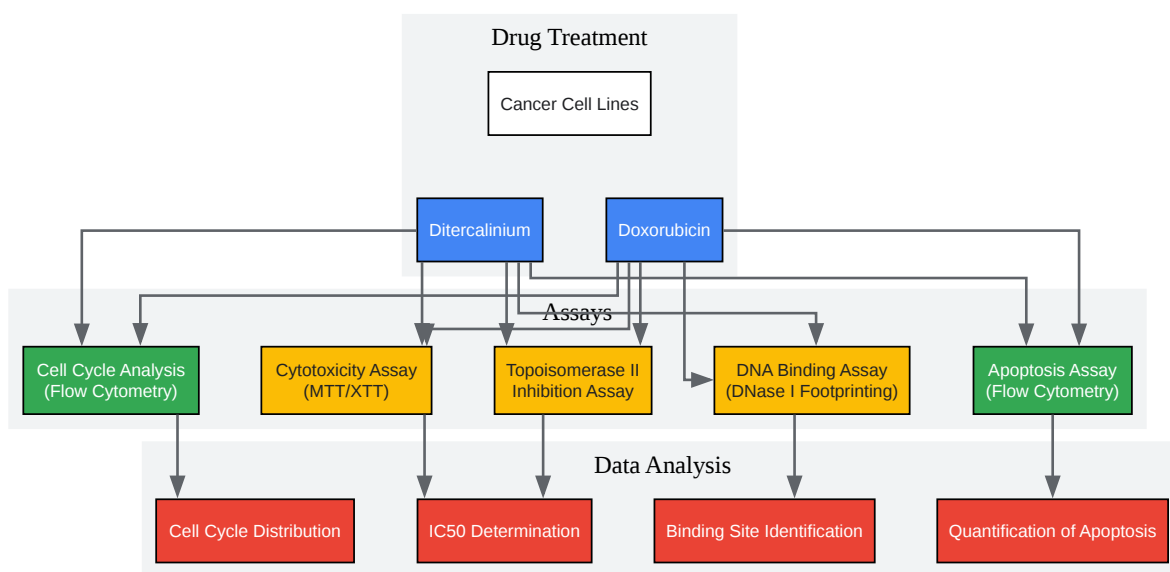 Drug Treatment
Cancer Cell Lines
Ditercalinium
Doxorubicin
Assays
Cell Cycle Analysis
(Flow Cytometry)
Cytotoxicity Assay
(MTT/XTT)
Topoisomerase II
Inhibition Assay
DNA Binding Assay
(DNase I Footprinting)
Apoptosis Assay
(Flow Cytometry)
Data Analysis
Cell Cycle Distribution
IC50 Determination
Binding Site Identification
Quantification of Apoptosis